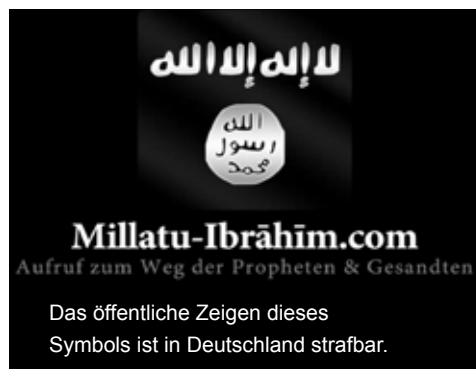 لا إله إلا الله
الله
رسول
محمد
Millatu-Ibrāhīm.com
Aufruf zum Weg der Propheten & Gesandten
Das öffentliche Zeigen dieses
Symbols ist in Deutschland strafbar.